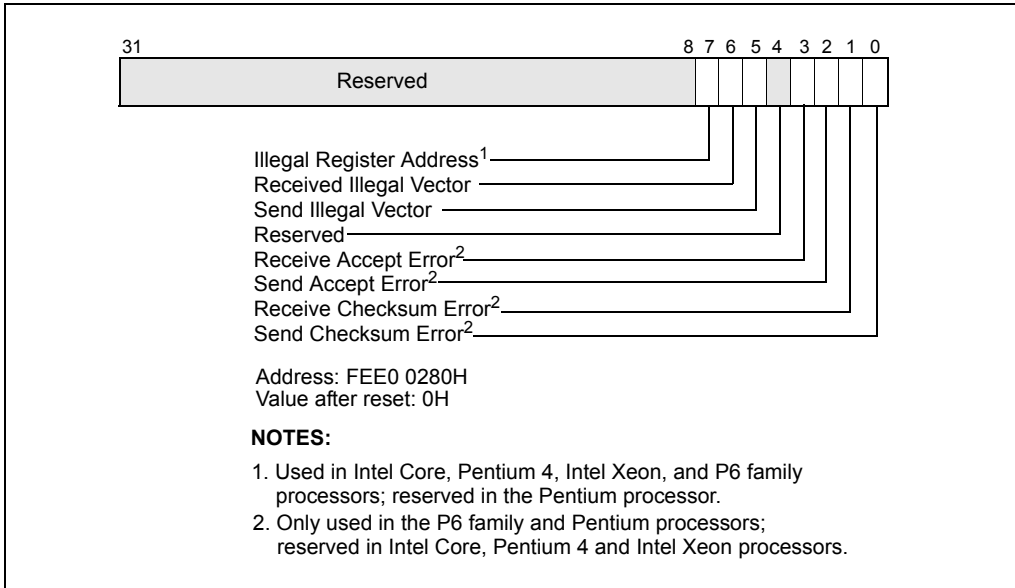 31 8 7 6 5 4 3 2 1 0
Reserved
Illegal Register Address1
Received Illegal Vector
Send Illegal Vector
Reserved
Receive Accept Error2
Send Accept Error2
Receive Checksum Error2
Send Checksum Error2
Address: FEE0 0280H
Value after reset: 0H
NOTES:
1. Used in Intel Core, Pentium 4, Intel Xeon, and P6 family
processors; reserved in the Pentium processor.
2. Only used in the P6 family and Pentium processors;
reserved in Intel Core, Pentium 4 and Intel Xeon processors.